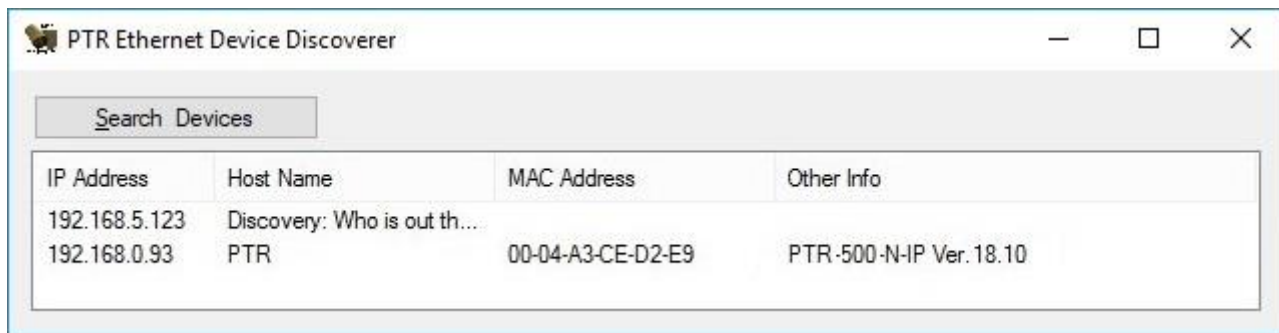 PTR Ethernet Device Discoverer
Search Devices
IP Address Host Name MAC Address Other Info
192.168.5.123 Discovery: Who is out th...
192.168.0.93 PTR 00-04-A3-CE-D2-E9 PTR-500-N-IP Ver. 18.10